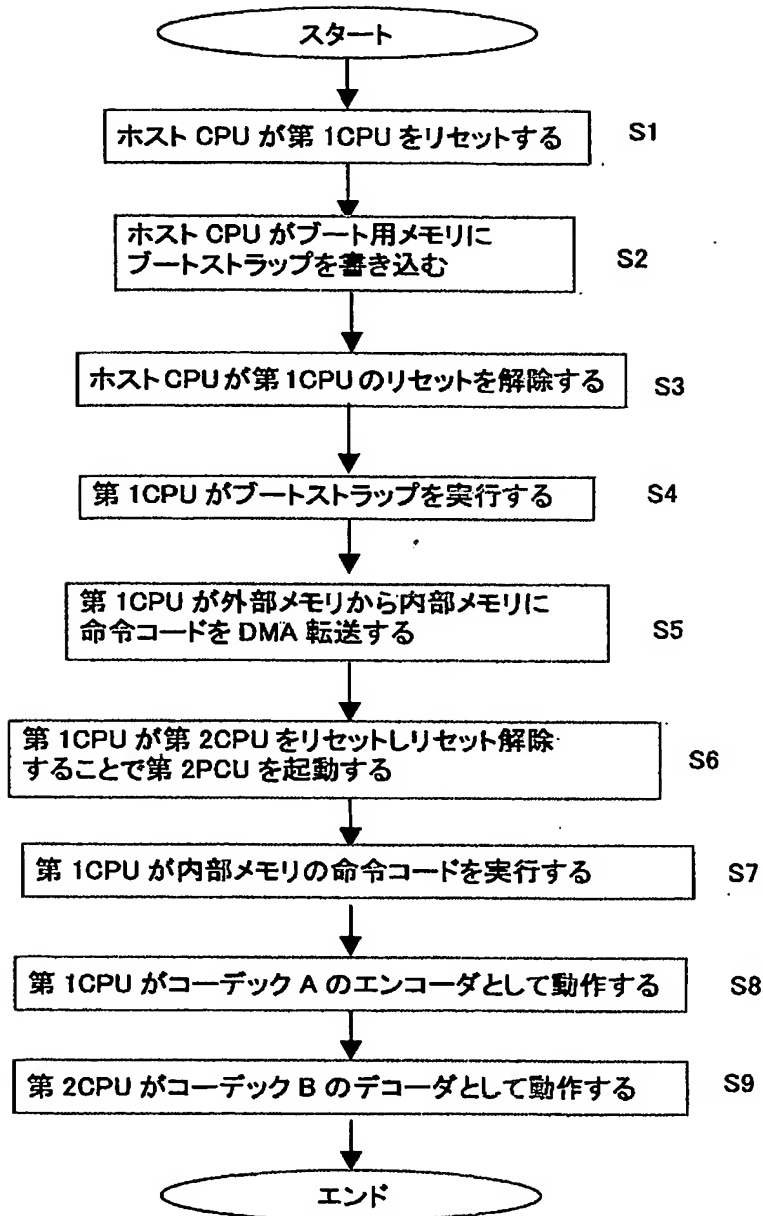 スタート
ホスト CPU が第 1CPU をリセットする S1
ホスト CPU がブート用メモリに
ブートストラップを書き込む S2
ホスト CPU が第 1CPU のリセットを解除する S3
第 1CPU がブートストラップを実行する S4
第 1CPU が外部メモリから内部メモリに
命令コードを DMA 転送する S5
第 1CPU が第 2CPU をリセットしリセット解除
することで第 2PCU を起動する S6
第 1CPU が内部メモリの命令コードを実行する S7
第 1CPU がコーデック A のエンコーダとして動作する S8
第 2CPU がコーデック B のデコーダとして動作する S9
エンド